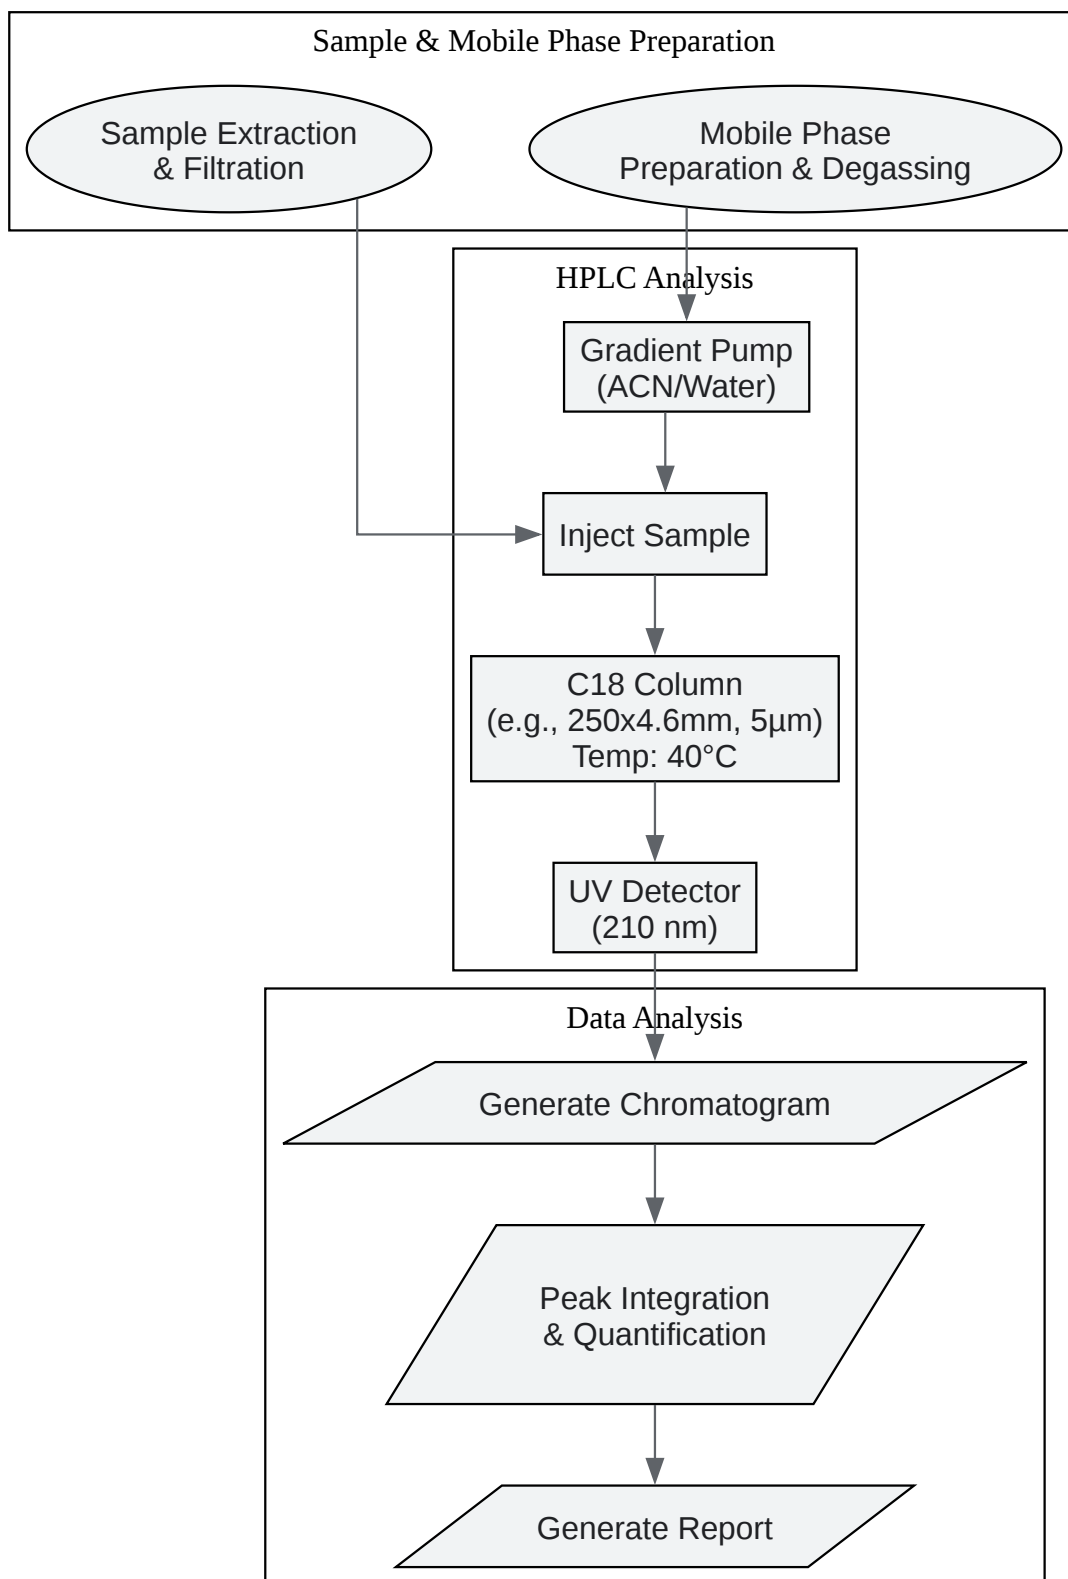 Sample & Mobile Phase Preparation
Sample Extraction
& Filtration
Mobile Phase
Preparation & Degassing
HPLC Analysis
Gradient Pump
(ACN/Water)
Inject Sample
C18 Column
(e.g., 250x4.6mm, 5µm)
Temp: 40°C
UV Detector
(210 nm)
Data Analysis
Generate Chromatogram
Peak Integration
& Quantification
Generate Report